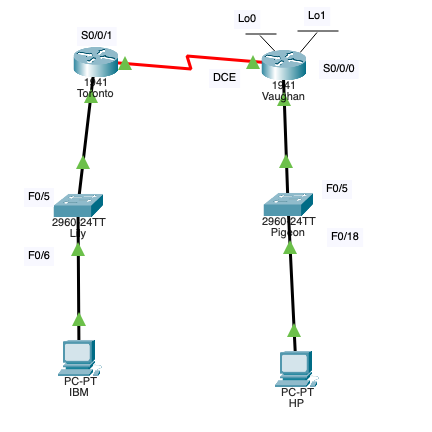 Lo0
Lo1
S0/0/1
DCE
S0/0/0
1941
Toronto
1941
Vaughan
F0/5
2960-24TT
Lily
F0/5
2960-24TT
Pigeon
F0/6
F0/18
PC-PT
IBM
PC-PT
HP